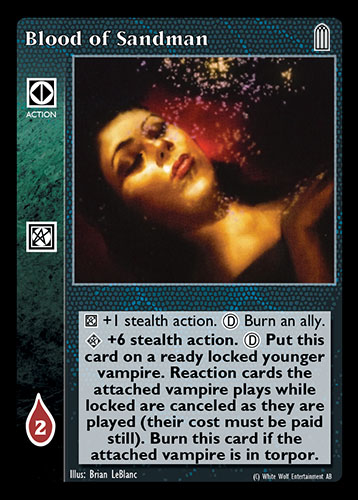 Blood of Sandman
ACTION
+1 stealth action. D Burn an ally.
+6 stealth action. D Put this
card on a ready locked younger
vampire. Reaction cards the
attached vampire plays while
locked are canceled as they are
played (their cost must be paid
still). Burn this card if the
attached vampire is in torpor.
2
Illus: Brian LeBlanc
(C) White Wolf Entertainment AB